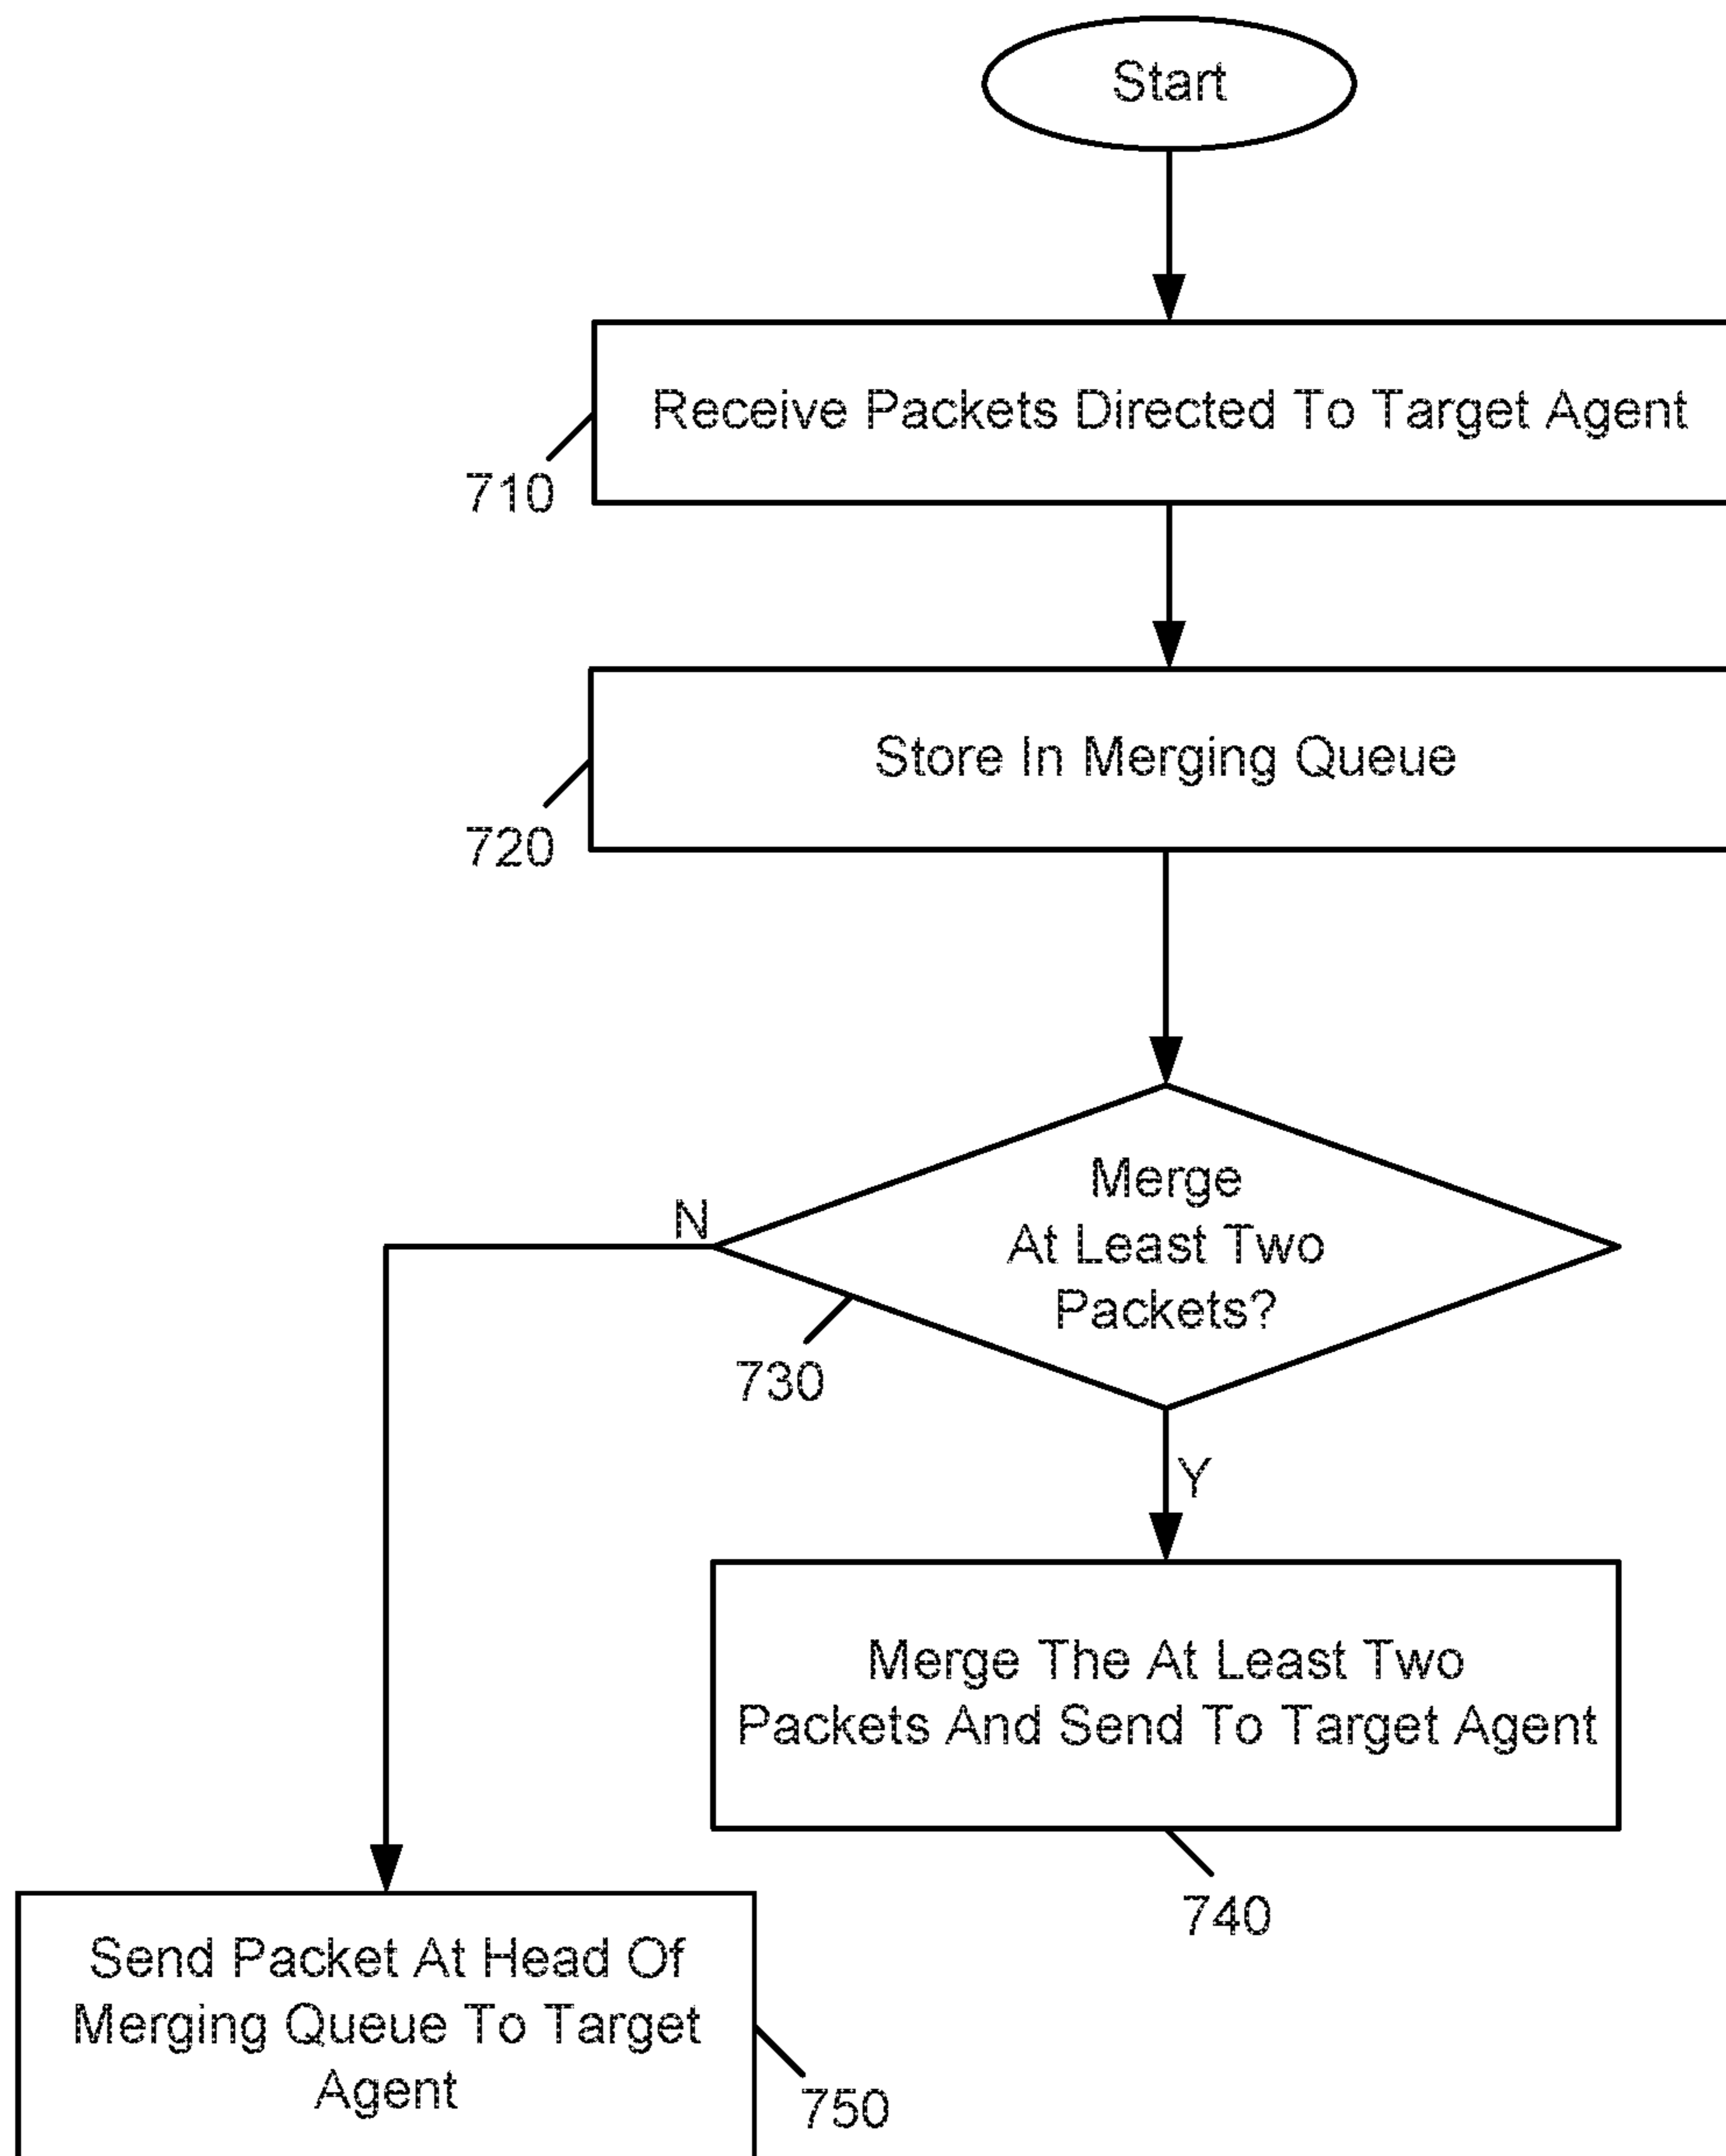 Start
Receive Packets Directed To Target Agent
710
Store In Merging Queue
720
Merge
At Least Two
Packets?
N
730
Y
Merge The At Least Two
Packets And Send To Target Agent
740
Send Packet At Head Of
Merging Queue To Target
Agent
750